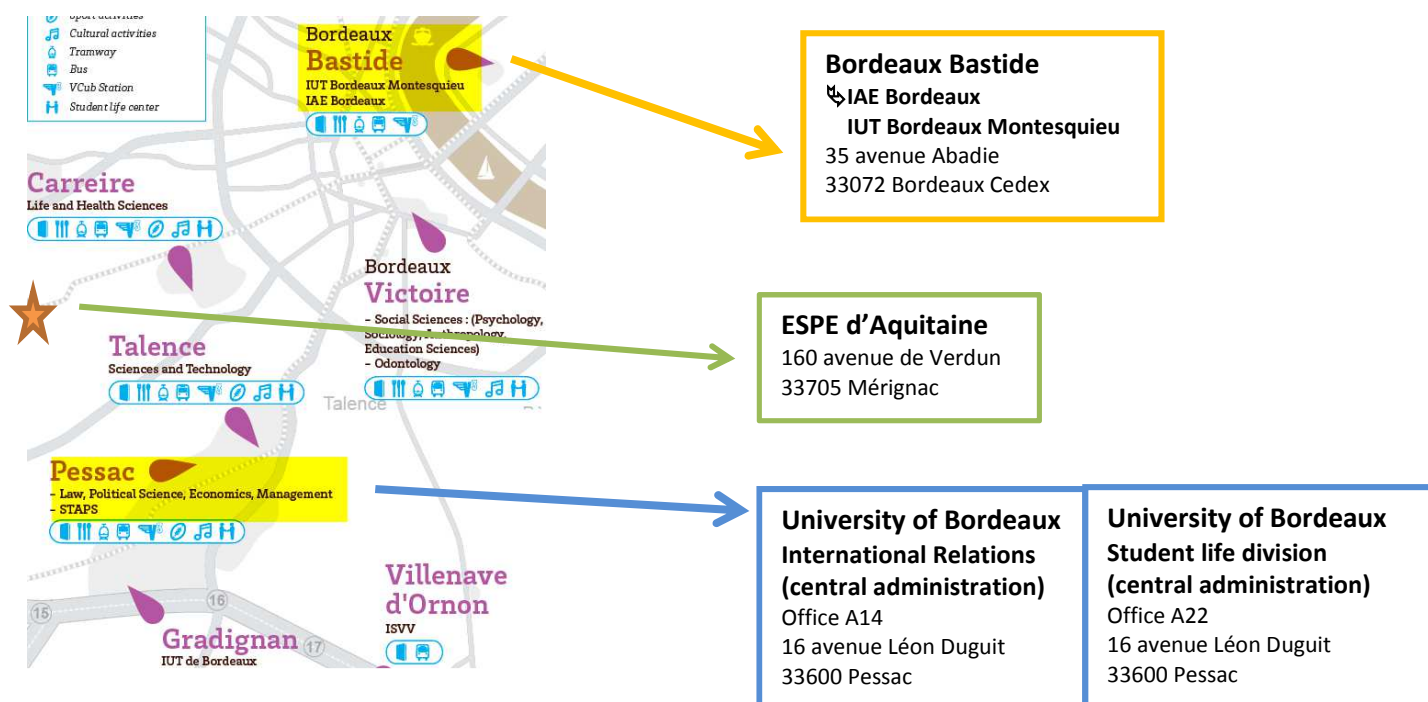 Sport activities
Cultural activities
Tramway
Bus
VCub Station
Student life center
Bordeaux
Bastide
IUT Bordeaux Montesquieu
IAE Bordeaux
Carreire
Life and Health Sciences
Bordeaux
Victoire
– Social Sciences : (Psychology,
Sociology, Anthropology,
Education Sciences)
– Odontology
Talence
Sciences and Technology
Talence
Pessac
– Law, Political Science, Economics, Management
– STAPS
Villenave
d'Ornon
ISVV
15
16
17
Gradignan
IUT de Bordeaux
Bordeaux Bastide
IAE Bordeaux
IUT Bordeaux Montesquieu
35 avenue Abadie
33072 Bordeaux Cedex
ESPE d’Aquitaine
160 avenue de Verdun
33705 Mérignac
University of Bordeaux
International Relations
(central administration)
Office A14
16 avenue Léon Duguit
33600 Pessac
University of Bordeaux
Student life division
(central administration)
Office A22
16 avenue Léon Duguit
33600 Pessac